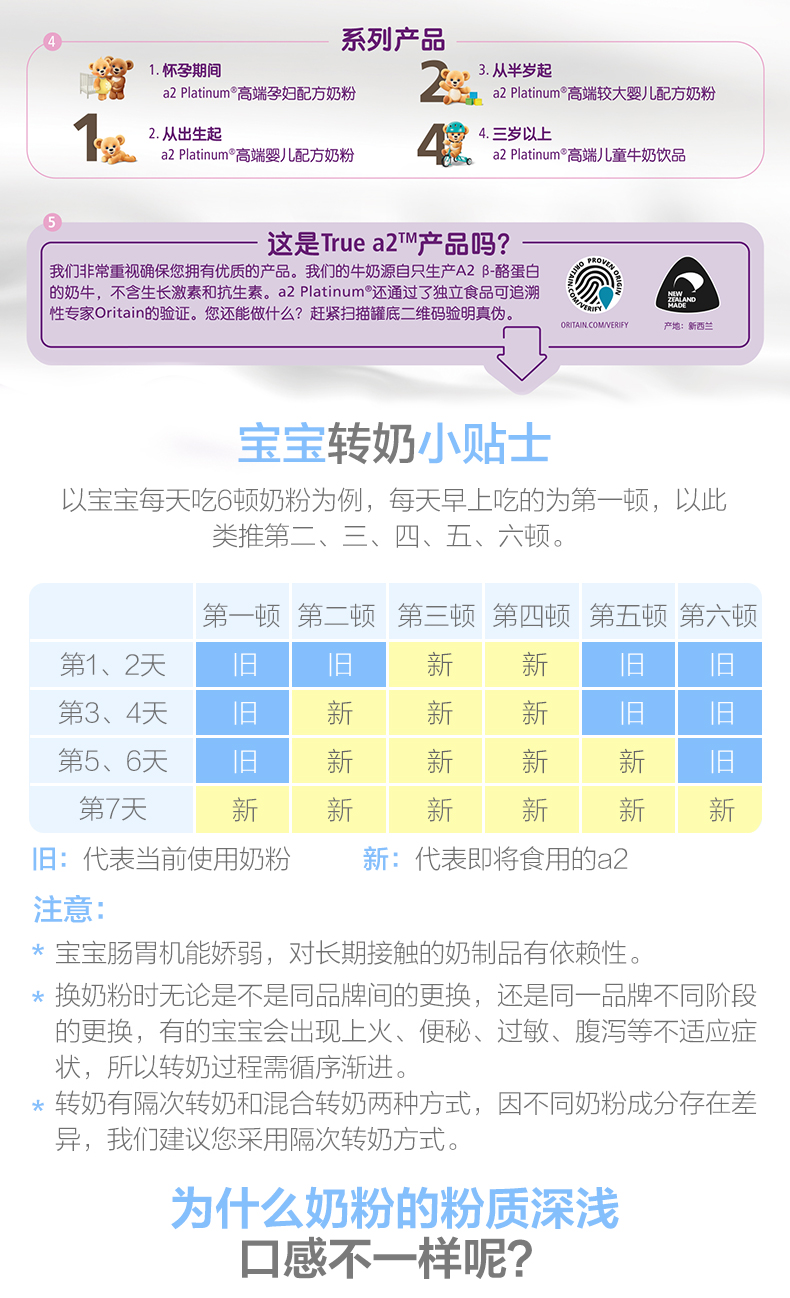 4
系列产品
1. 怀孕期间
a2 Platinum®高端孕妇配方奶粉
2
3. 从半岁起
a2 Platinum®高端较大婴儿配方奶粉
1
2. 从出生起
a2 Platinum®高端婴儿配方奶粉
4
4. 三岁以上
a2 Platinum®高端儿童牛奶饮品
5
这是True a2™产品吗？
我们非常重视确保您拥有优质的产品。我们的牛奶源自只生产A2 β-酪蛋白
的奶牛，不含生长激素和抗生素。a2 Platinum®还通过了独立食品可追溯
性专家Oritain的验证。您还能做什么？赶紧扫描罐底二维码验明真伪。
PROVEN ORIGIN
ORITAIN.COM/VERIFY
ORITAIN.COM/VERIFY
NEW
ZEALAND
MADE
产地：新西兰
宝宝转奶小贴士
以宝宝每天吃6顿奶粉为例，每天早上吃的为第一顿，以此
类推第二、三、四、五、六顿。
第一顿 第二顿 第三顿 第四顿 第五顿 第六顿
第1、2天 旧 旧 新 新 旧 旧
第3、4天 旧 新 新 新 旧 旧
第5、6天 旧 新 新 新 新 旧
第7天 新 新 新 新 新 新
旧：代表当前使用奶粉 新：代表即将食用的a2
注意：
* 宝宝肠胃机能娇弱，对长期接触的奶制品有依赖性。
* 换奶粉时无论是不是同品牌间的更换，还是同一品牌不同阶段
的更换，有的宝宝会出现上火、便秘、过敏、腹泻等不适应症
状，所以转奶过程需循序渐进。
* 转奶有隔次转奶和混合转奶两种方式，因不同奶粉成分存在差
异，我们建议您采用隔次转奶方式。
为什么奶粉的粉质深浅
口感不一样呢？